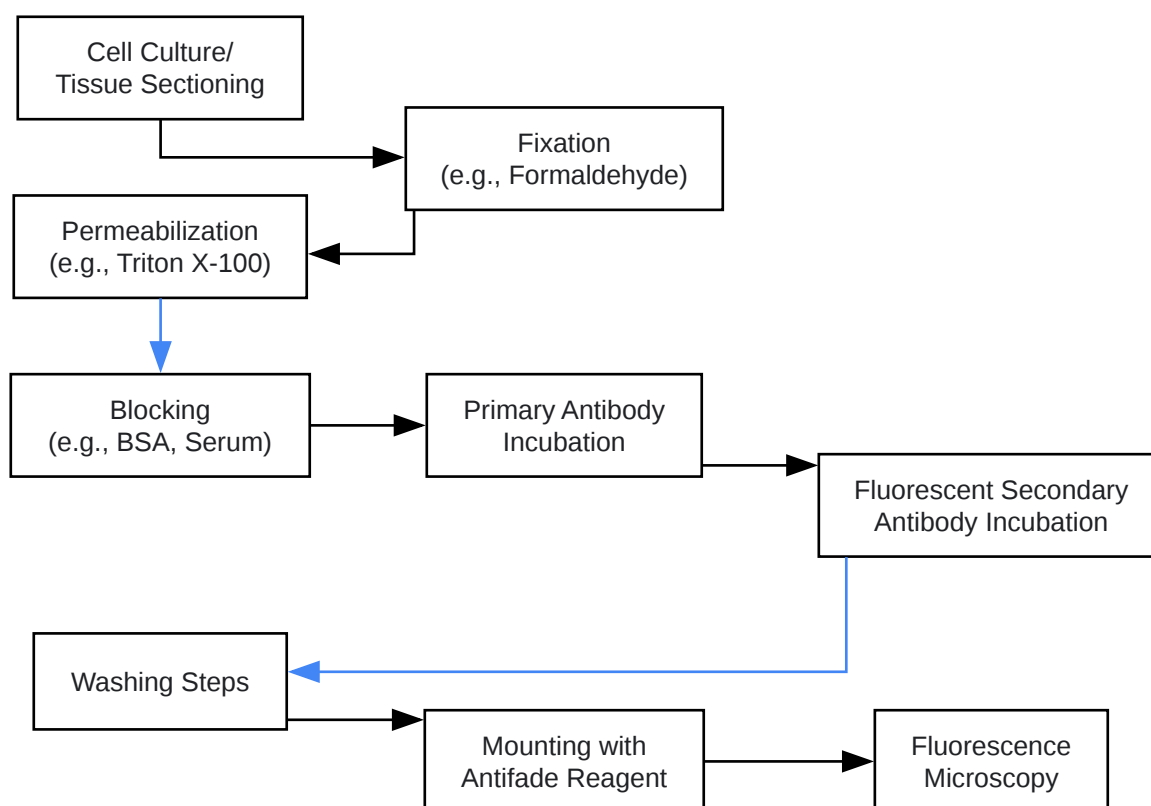 Cell Culture/
Tissue Sectioning
Fixation
(e.g., Formaldehyde)
Permeabilization
(e.g., Triton X-100)
Blocking
(e.g., BSA, Serum)
Primary Antibody
Incubation
Fluorescent Secondary
Antibody Incubation
Washing Steps
Mounting with
Antifade Reagent
Fluorescence
Microscopy